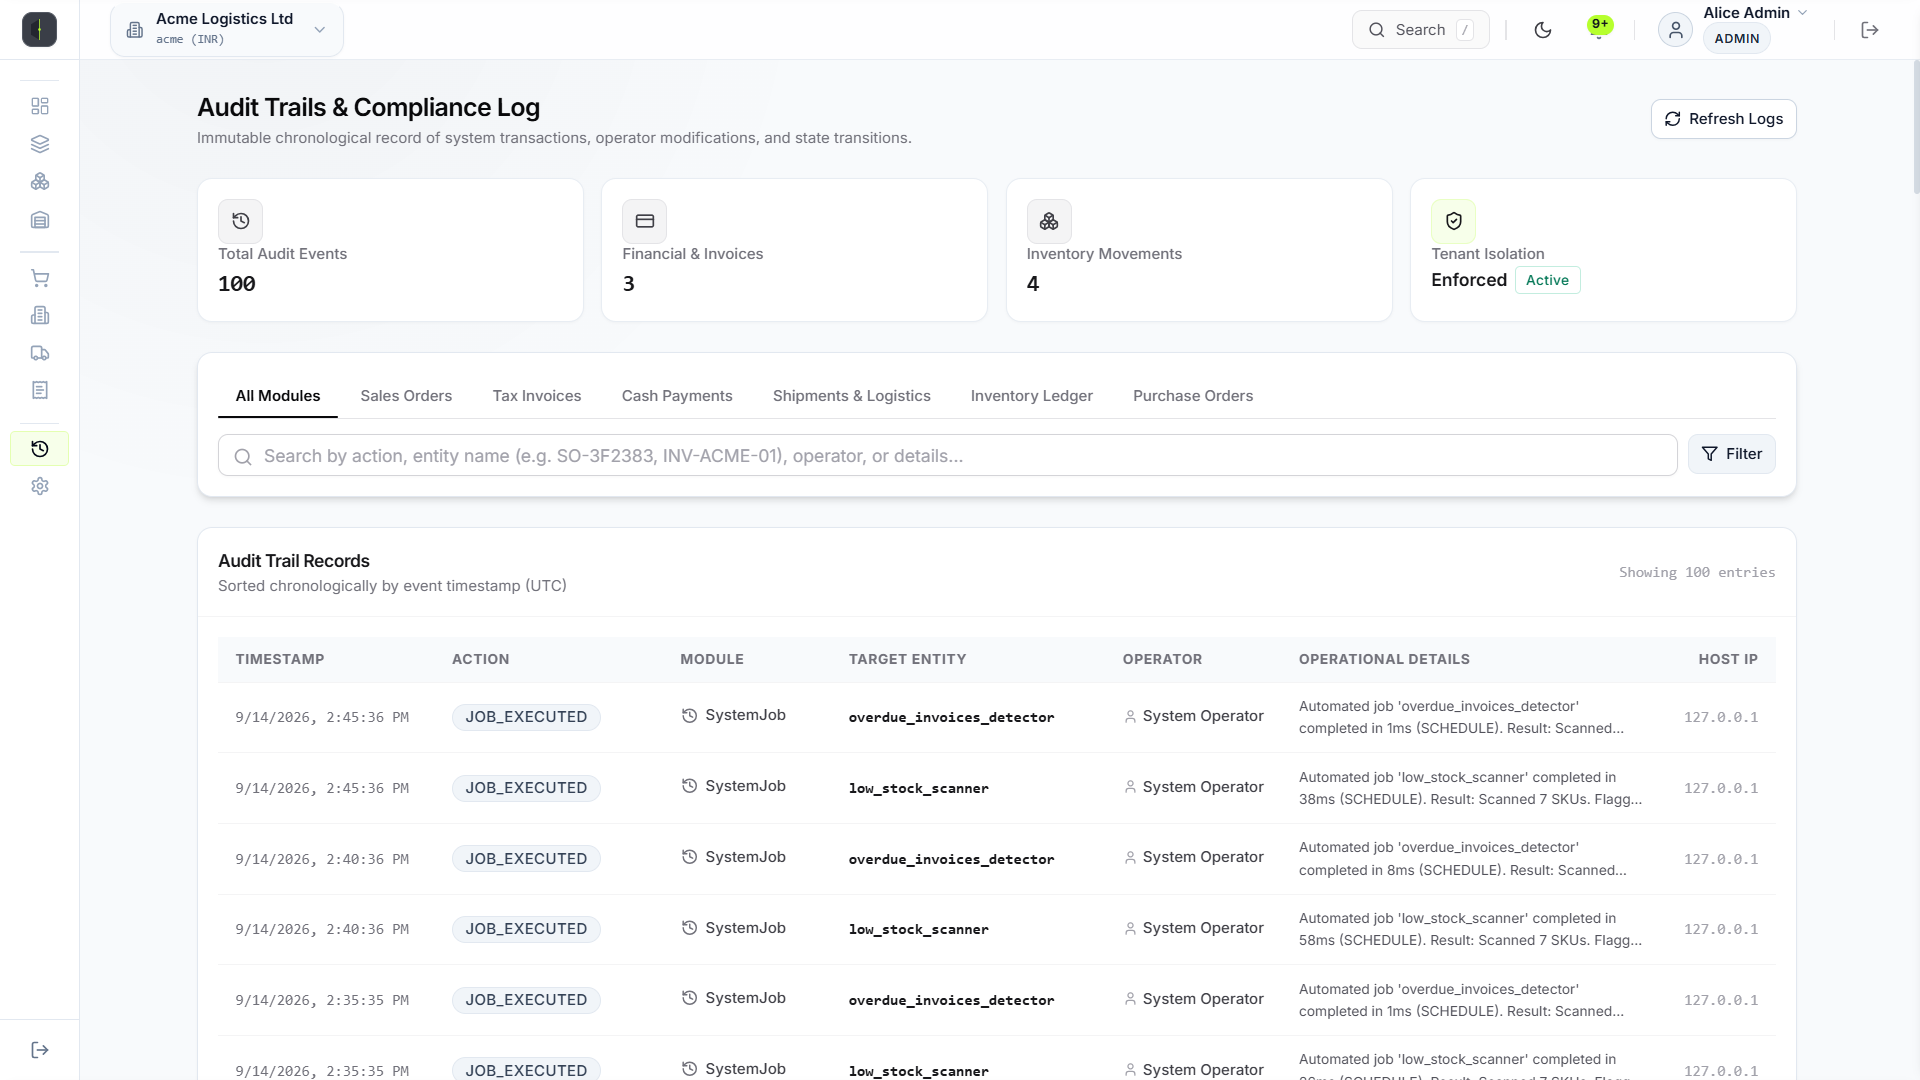 Acme Logistics Ltd
acme (INR)
Search /
9+
Alice Admin
ADMIN
Audit Trails & Compliance Log
Immutable chronological record of system transactions, operator modifications, and state transitions.
Refresh Logs
Total Audit Events
100
Financial & Invoices
3
Inventory Movements
4
Tenant Isolation
Enforced Active
All Modules Sales Orders Tax Invoices Cash Payments Shipments & Logistics Inventory Ledger Purchase Orders
Search by action, entity name (e.g. SO-3F2383, INV-ACME-01), operator, or details...
Filter
Audit Trail Records
Sorted chronologically by event timestamp (UTC)
Showing 100 entries
TIMESTAMP ACTION MODULE TARGET ENTITY OPERATOR OPERATIONAL DETAILS HOST IP
9/14/2026, 2:45:36 PM JOB_EXECUTED SystemJob overdue_invoices_detector System Operator Automated job 'overdue_invoices_detector'
completed in 1ms (SCHEDULE). Result: Scanned... 127.0.0.1
9/14/2026, 2:45:36 PM JOB_EXECUTED SystemJob low_stock_scanner System Operator Automated job 'low_stock_scanner' completed in
38ms (SCHEDULE). Result: Scanned 7 SKUs. Flagg... 127.0.0.1
9/14/2026, 2:40:36 PM JOB_EXECUTED SystemJob overdue_invoices_detector System Operator Automated job 'overdue_invoices_detector'
completed in 8ms (SCHEDULE). Result: Scanned... 127.0.0.1
9/14/2026, 2:40:36 PM JOB_EXECUTED SystemJob low_stock_scanner System Operator Automated job 'low_stock_scanner' completed in
58ms (SCHEDULE). Result: Scanned 7 SKUs. Flagg... 127.0.0.1
9/14/2026, 2:35:35 PM JOB_EXECUTED SystemJob overdue_invoices_detector System Operator Automated job 'overdue_invoices_detector'
completed in 1ms (SCHEDULE). Result: Scanned... 127.0.0.1
9/14/2026, 2:35:35 PM JOB_EXECUTED SystemJob low_stock_scanner System Operator Automated job 'low_stock_scanner' completed in
127.0.0.1